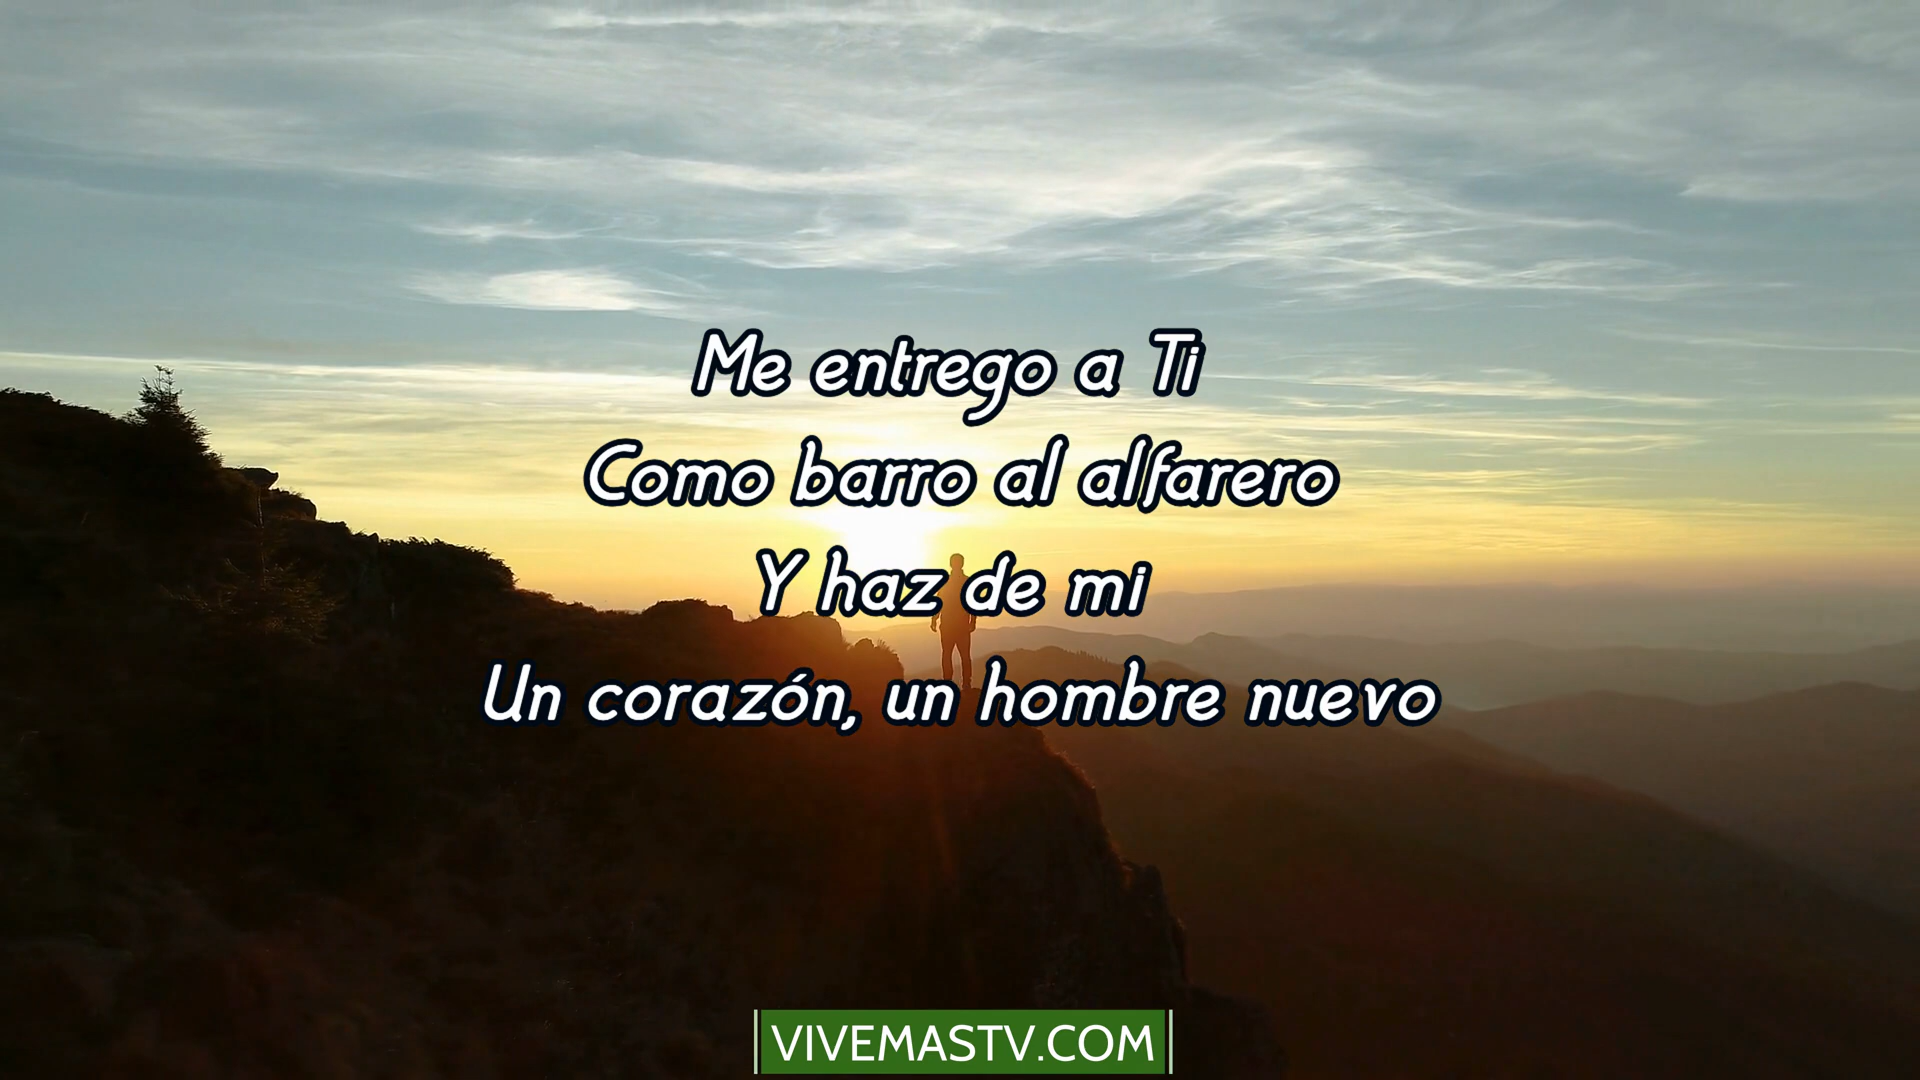 Me entrego a Ti
Como barro al alfarero
Y haz de mi
Un corazón, un hombre nuevo
VIVEMASTV.COM